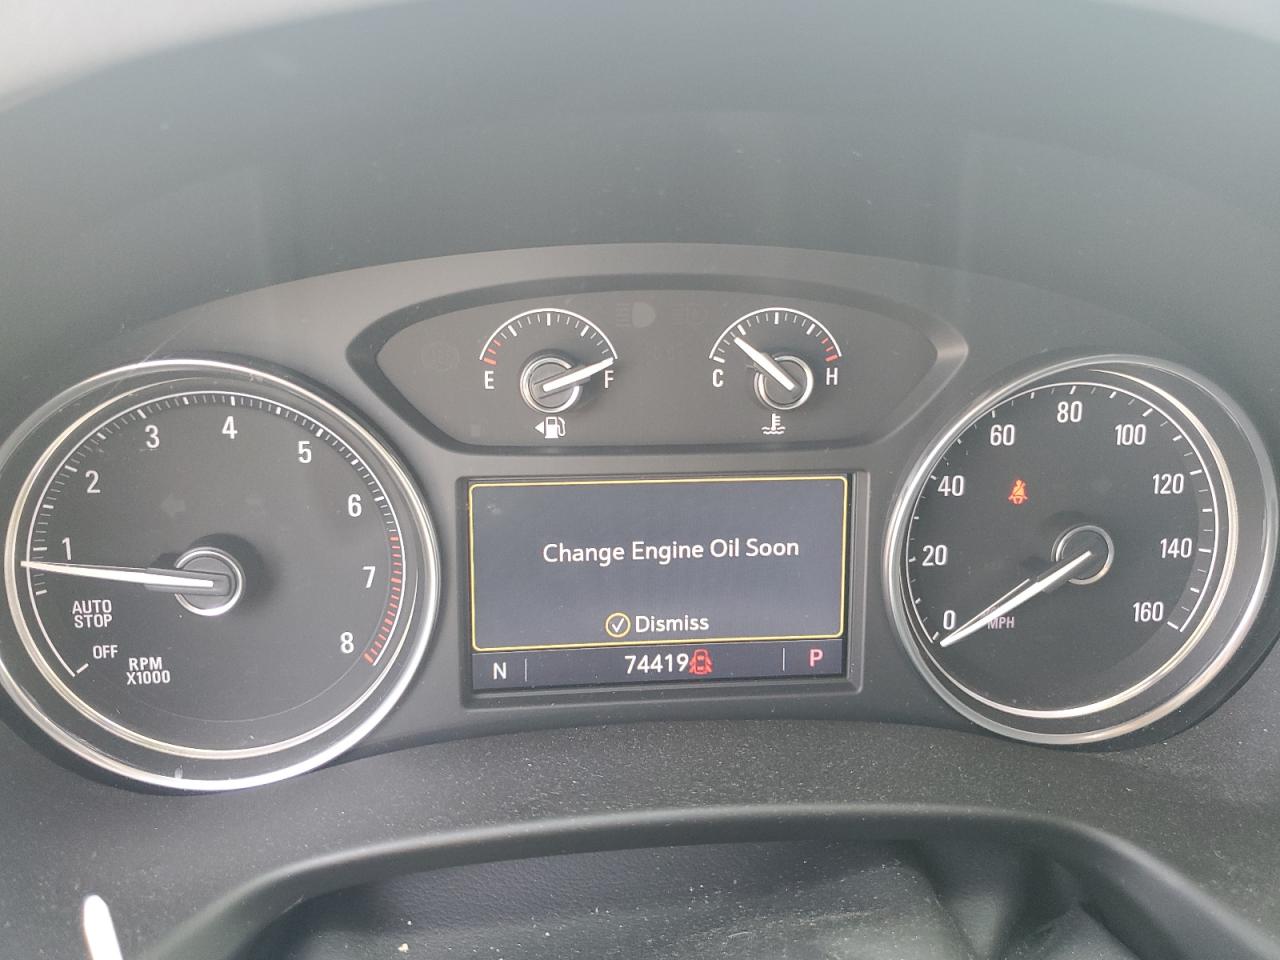 E
F
C
H
1
2
3
4
5
6
7
8
AUTO
STOP
OFF
RPM
X1000
Change Engine Oil Soon
Dismiss
N
74419
P
0
20
40
60
80
100
120
140
160
MPH